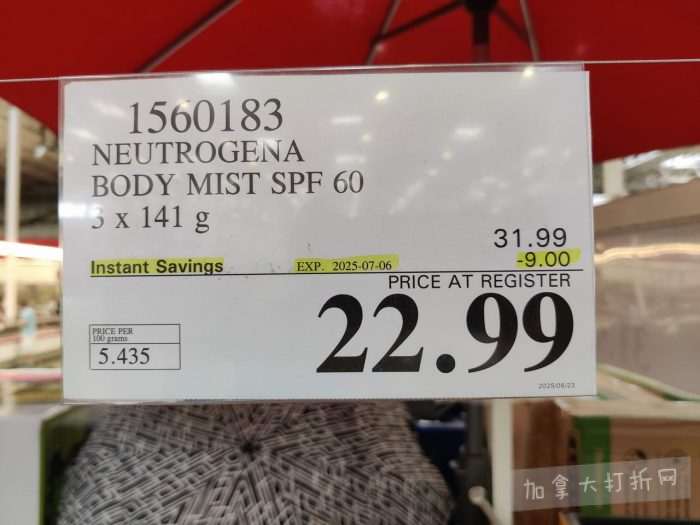 1560183
NEUTROGENA
BODY MIST SPF 60
3 x 141 g
31.99
Instant Savings EXP. 2025-07-06 -9.00
PRICE AT REGISTER
22.99
PRICE PER
100 grams
5.435
2025/06/23
加拿大打折网